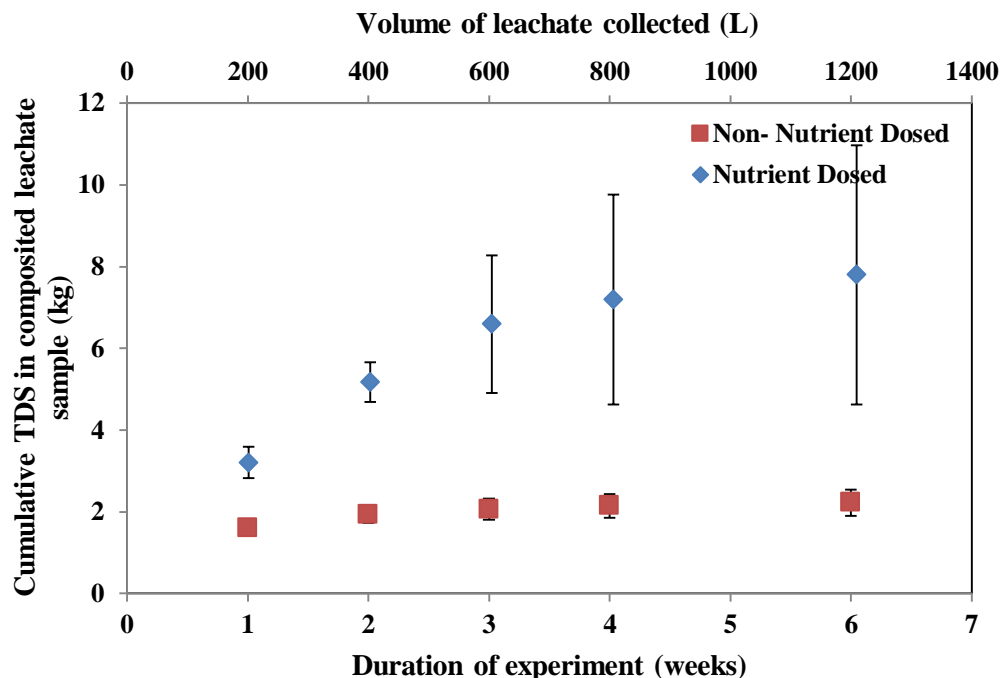 Volume of leachate collected (L)
0 200 400 600 800 1000 1200 1400
12
Non- Nutrient Dosed
Nutrient Dosed
10
8
6
4
2
0
Cumulative TDS in composited leachate
sample (kg)
0 1 2 3 4 5 6 7
Duration of experiment (weeks)